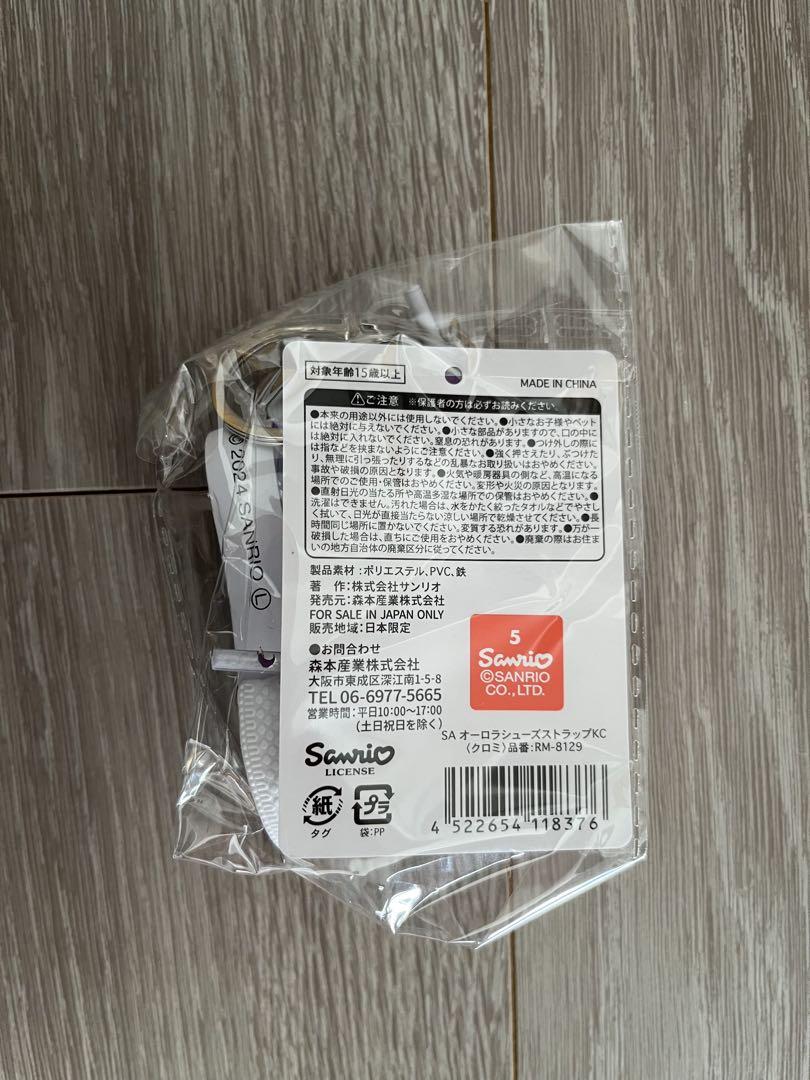 対象年齢15歳以上
MADE IN CHINA
⚠ご注意 ※保護者の方は必ずお読みください
●本来の用途以外には使用しないでください。●小さなお子様やペット
には絶対に与えないでください。●小さな部品がありますので、口の中に
は絶対に入れないでください。窒息の恐れがあります。●つけ外しの際に
は指などを挟まないようにご注意ください。●強く押さえたり、ぶつけた
り、無理に引っ張ったりするなどの乱暴なお取り扱いはおやめください。
事故や破損の原因となります。●火気や暖房器具の側など、高温になる
場所でのご使用・保管はおやめください。変形や火災の原因となります。
●直射日光の当たる所や高温多湿な場所での保管はおやめください。●
洗濯はできません。汚れた場合は、水をかたく絞ったタオルなどでやさし
く拭いて、日光が直接当たらない涼しい場所で乾燥させてください。●長
時間同じ場所に置かないでください。変質する恐れがあります。●万が一
破損した場合は、直ちにご使用をおやめください。●廃棄の際はお住ま
いの地方自治体の廃棄区分に従ってください。
製品素材:ポリエステル、PVC、鉄
著 作:株式会社サンリオ
発売元:森本産業株式会社
FOR SALE IN JAPAN ONLY
販売地域:日本限定
●お問合わせ
森本産業株式会社
大阪市東成区深江南1-5-8
TEL 06-6977-5665
営業時間:平日10:00～17:00
(土日祝日を除く)
5
Sanrio
©SANRIO
CO.,LTD.
SA オーロラシューズストラップKC
〈クロミ〉品番:RM-8129
Sanrio
LICENSE
紙
タグ
プラ
袋:PP
4 522654 118376
© 2024 SANRIO Ⓛ